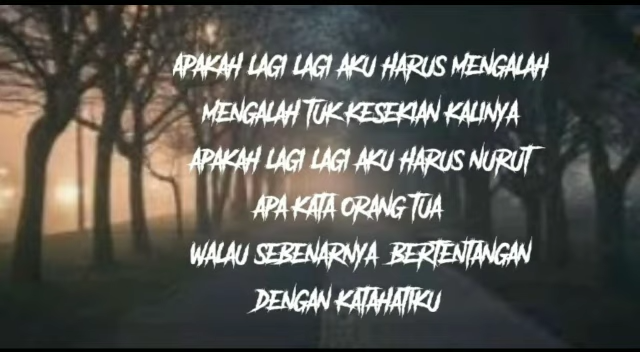 APAKAH LAGI LAGI AKU HARUS MENGALAH
MENGALAH TUK KESEKIAN KALINYA
APAKAH LAGI LAGI AKU HARUS NURUT
APA KATA ORANG TUA
WALAU SEBENARNYA BERTENTANGAN
DENGAN KATAHATIKU